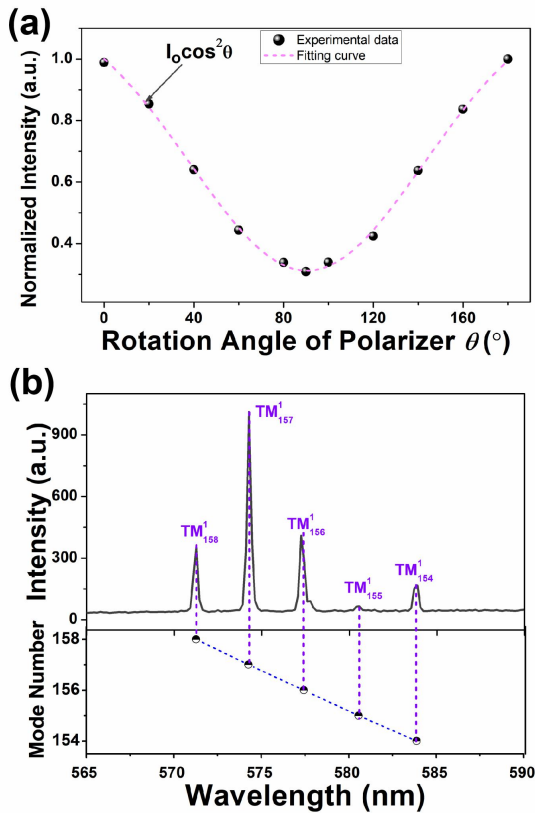 (a)
I₀cos²θ
Experimental data
Fitting curve
Normalized Intensity (a.u.)
1.0
0.8
0.6
0.4
0 40 80 120 160
Rotation Angle of Polarizer θ (°)
(b)
Intensity (a.u.)
900
600
300
0
TM¹₁₅₈
TM¹₁₅₇
TM¹₁₅₆
TM¹₁₅₅
TM¹₁₅₄
Mode Number
158
156
154
565 570 575 580 585 590
Wavelength (nm)